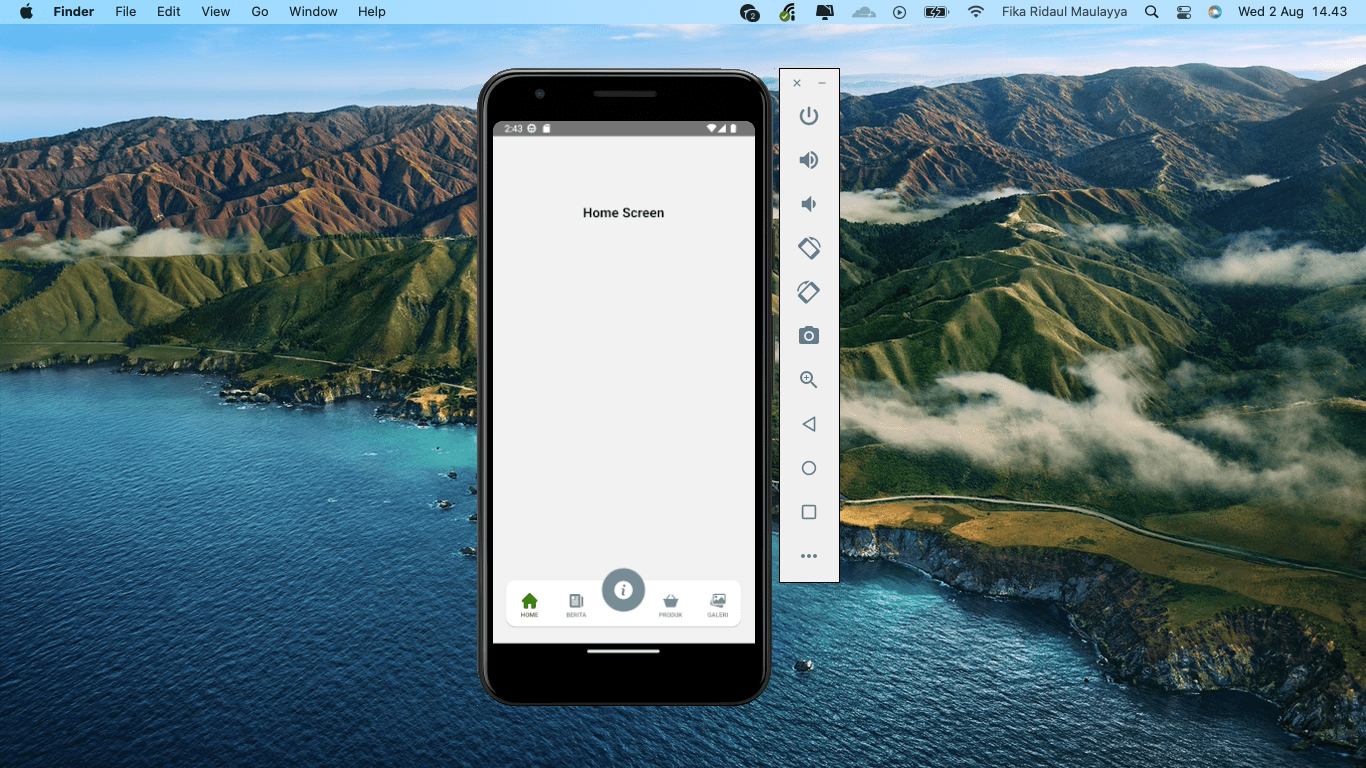 Finder File Edit View Go Window Help 2 Fika Ridaul Maulayya Wed 2 Aug 14.43
2:43
Home Screen
i
HOME BERITA PRODUK GALERI